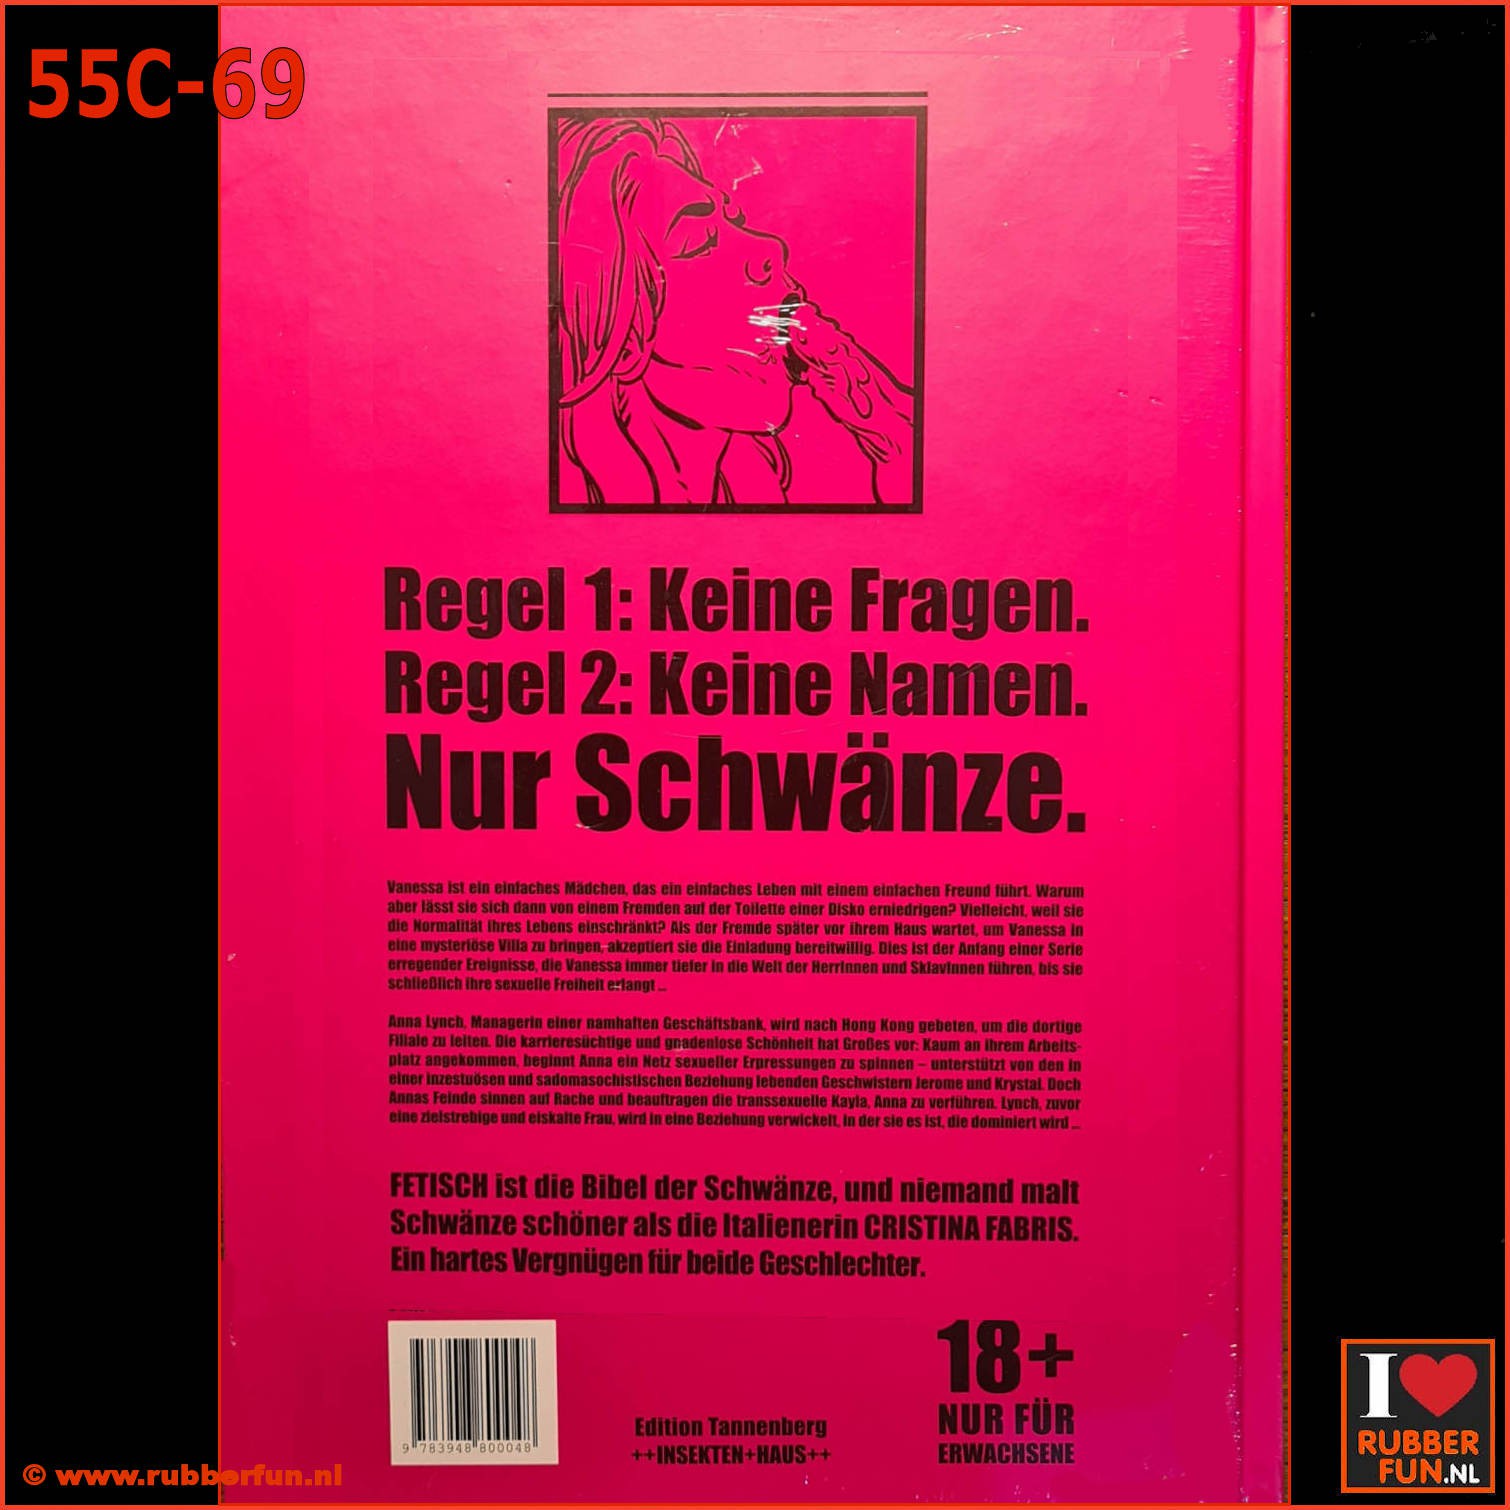 55C-69
Regel 1: Keine Fragen.
Regel 2: Keine Namen.
Nur Schwänze.
Vanessa ist ein einfaches Mädchen, das ein einfaches Leben mit einem einfachen Freund führt. Warum
aber lässt sie sich dann von einem Fremden auf der Toilette einer Disko erniedrigen? Vielleicht, weil sie
die Normalität ihres Lebens einschränkt? Als der Fremde später vor ihrem Haus wartet, um Vanessa in
eine mysteriöse Villa zu bringen, akzeptiert sie die Einladung bereitwillig. Dies ist der Anfang einer Serie
erregender Ereignisse, die Vanessa immer tiefer in die Welt der HerrInnen und SklavInnen führen, bis sie
schließlich ihre sexuelle Freiheit erlangt ...
Anna Lynch, Managerin einer namhaften Geschäftsbank, wird nach Hong Kong gebeten, um die dortige
Filiale zu leiten. Die karrieresüchtige und gnadenlose Schönheit hat Großes vor: Kaum an ihrem Arbeits-
platz angekommen, beginnt Anna ein Netz sexueller Erpressungen zu spinnen – unterstützt von den in
einer inzestuösen und sadomasochistischen Beziehung lebenden Geschwistern Jerome und Krystal. Doch
Annas Feinde sinnen auf Rache und beauftragen die transsexuelle Kayla, Anna zu verführen. Lynch, zuvor
eine zielstrebige und eiskalte Frau, wird in eine Beziehung verwickelt, in der sie es ist, die dominiert wird ...
FETISCH ist die Bibel der Schwänze, und niemand malt
Schwänze schöner als die Italienerin CRISTINA FABRIS.
Ein hartes Vergnügen für beide Geschlechter.
9 783948 800048
Edition Tannenberg
++INSEKTEN+HAUS++
18+
NUR FÜR
ERWACHSENE
© www.rubberfun.nl
I
RUBBER
FUN.NL